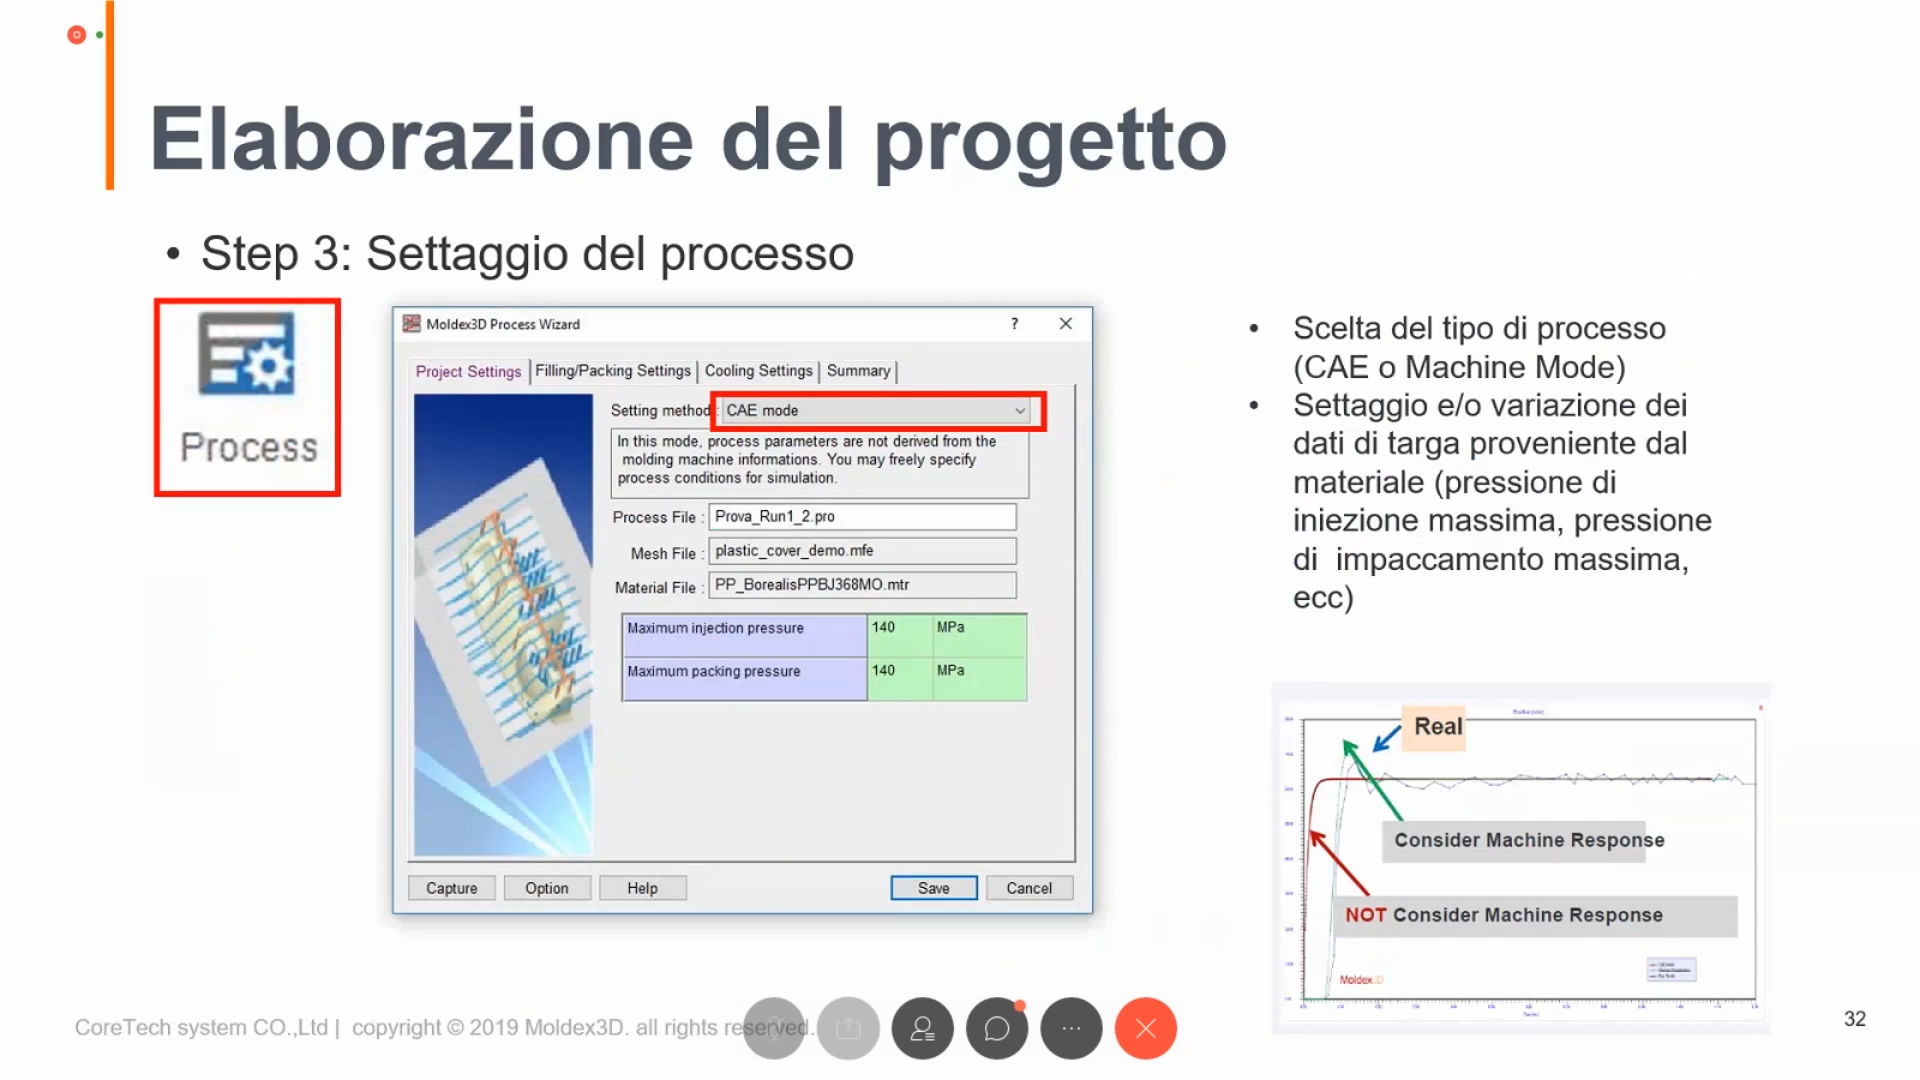 Elaborazione del progetto
• Step 3: Settaggio del processo
Process
Moldex3D Process Wizard
?
Project Settings
Filling/Packing Settings
Cooling Settings
Summary
Setting method : CAE mode
In this mode, process parameters are not derived from the
molding machine informations. You may freely specify
process conditions for simulation.
Process File : Prova_Run1_2.pro
Mesh File : plastic_cover_demo.mfe
Material File : PP_BorealisPPBJ368MO.mtr
Maximum injection pressure 140 MPa
Maximum packing pressure 140 MPa
Capture
Option
Help
Save
Cancel
• Scelta del tipo di processo
(CAE o Machine Mode)
• Settaggio e/o variazione dei
dati di targa proveniente dal
materiale (pressione di
iniezione massima, pressione
di impaccamento massima,
ecc)
Real
Consider Machine Response
NOT Consider Machine Response
Moldex3D
CoreTech system CO.,Ltd | copyright © 2019 Moldex3D. all rights reserved.
32